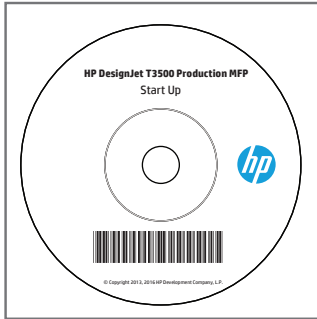 HP DesignJet T3500 Production MFP
Start Up
hp
© Copyright 2013, 2016 HP Development Company, L.P.